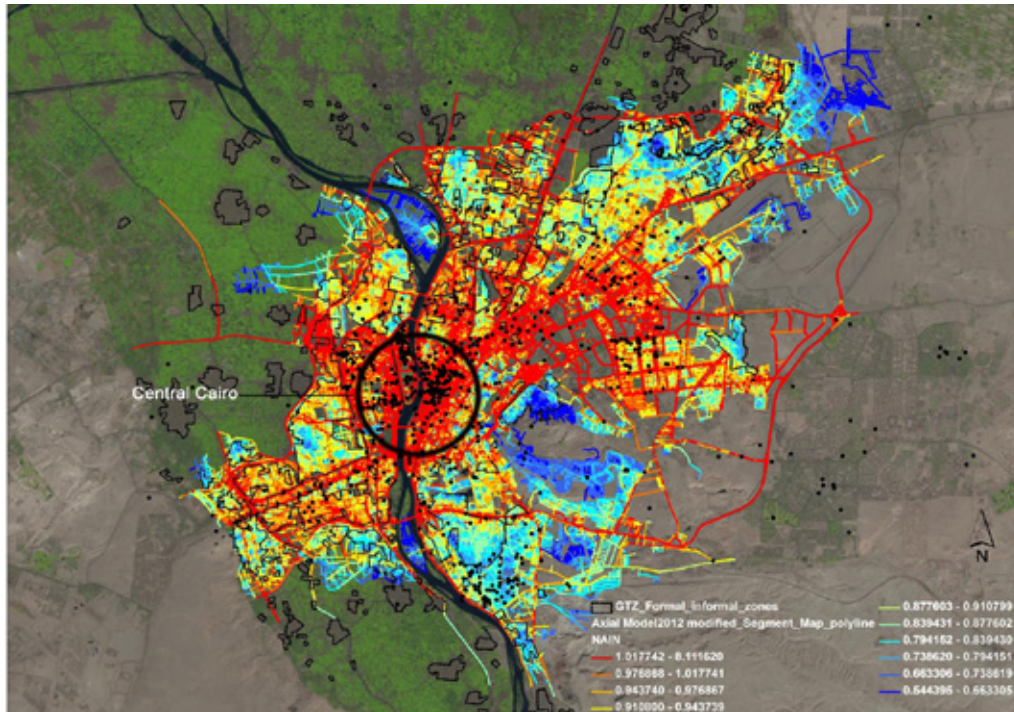 Central Cairo
N
GTZ_Formal_informal_zones
Axial Model2012 modified_Segment_Map_polyline
NAIN
1.017742 - 8.111620
0.976868 - 1.017741
0.943740 - 0.976867
0.910800 - 0.943739
0.877603 - 0.910799
0.839431 - 0.877602
0.794152 - 0.839430
0.738620 - 0.794151
0.663306 - 0.738619
0.544395 - 0.663305